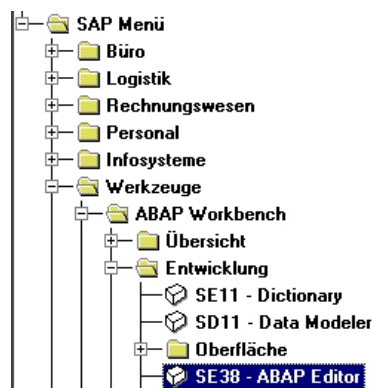 SAP Menü
Büro
Logistik
Rechnungswesen
Personal
Infosysteme
Werkzeuge
ABAP Workbench
Übersicht
Entwicklung
SE11 - Dictionary
SD11 - Data Modeler
Oberfläche
SE38 - ABAP Editor